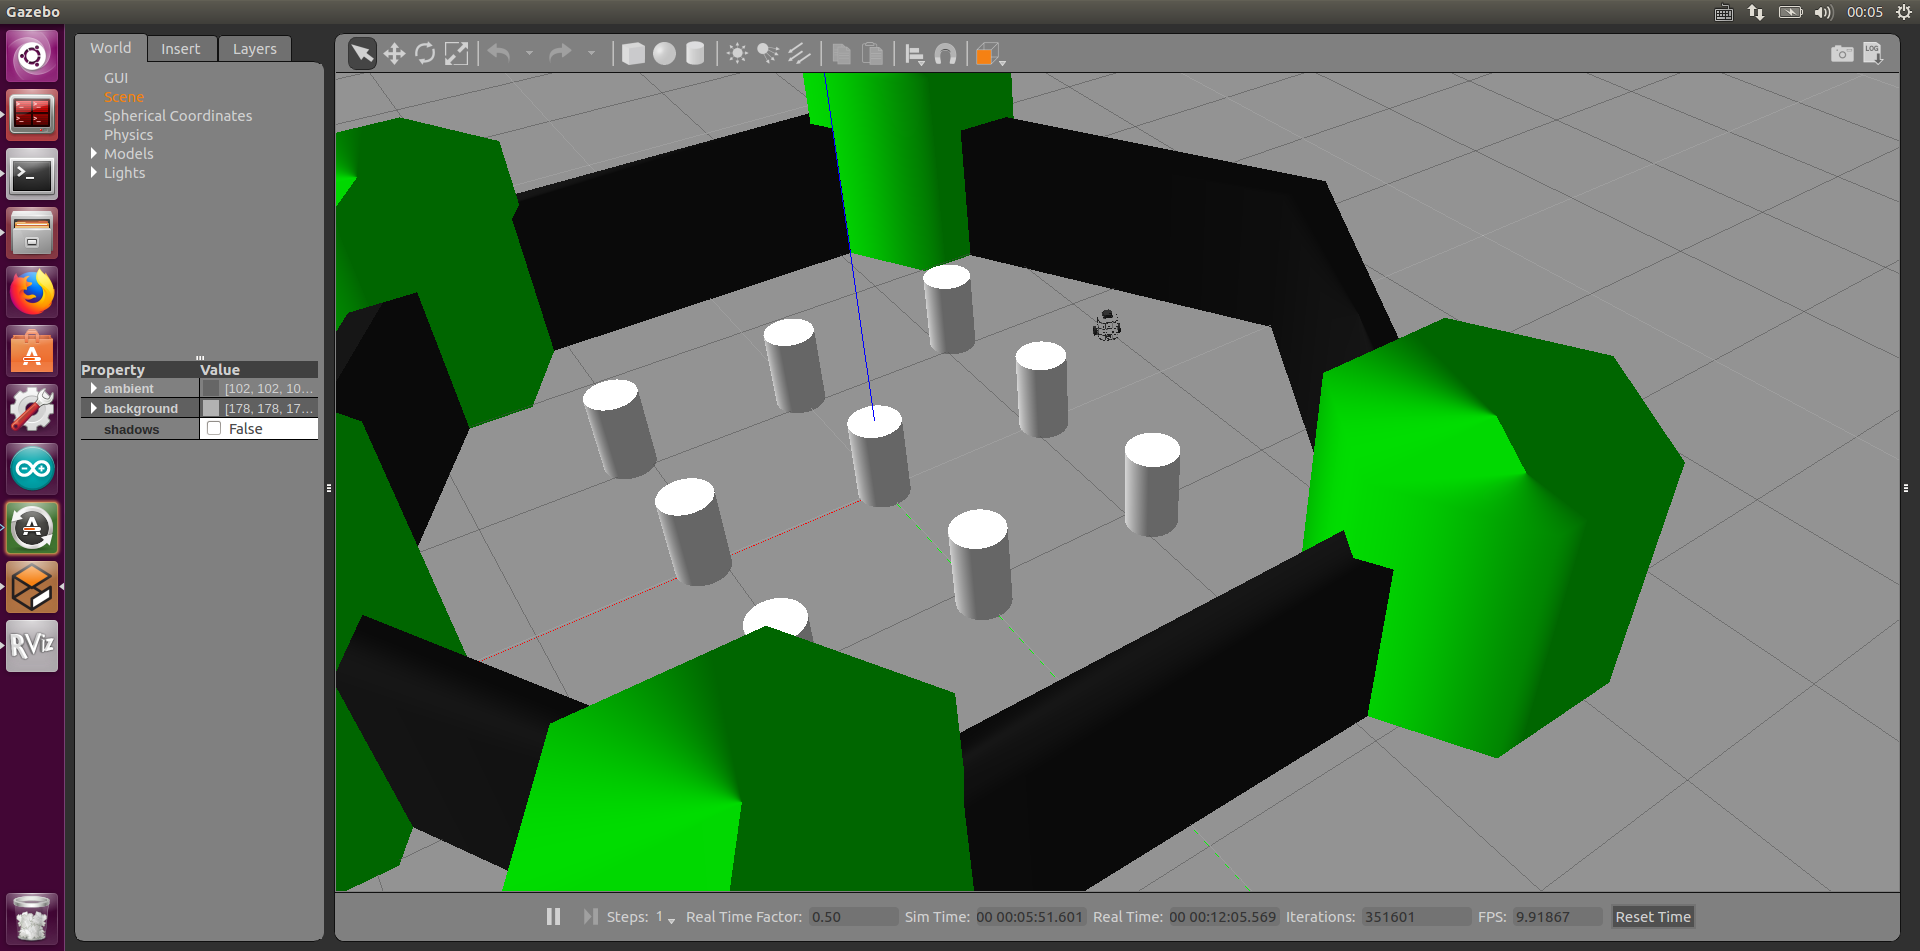 Gazebo
00:05
World Insert Layers
LOG
GUI
Scene
Spherical Coordinates
Physics
Models
Lights
Property Value
ambient [102, 102, 10...
background [178, 178, 17...
shadows False
RViz
Steps: 1 Real Time Factor: 0.50 Sim Time: 00 00:05:51.601 Real Time: 00 00:12:05.569 Iterations: 351601 FPS: 9.91867 Reset Time